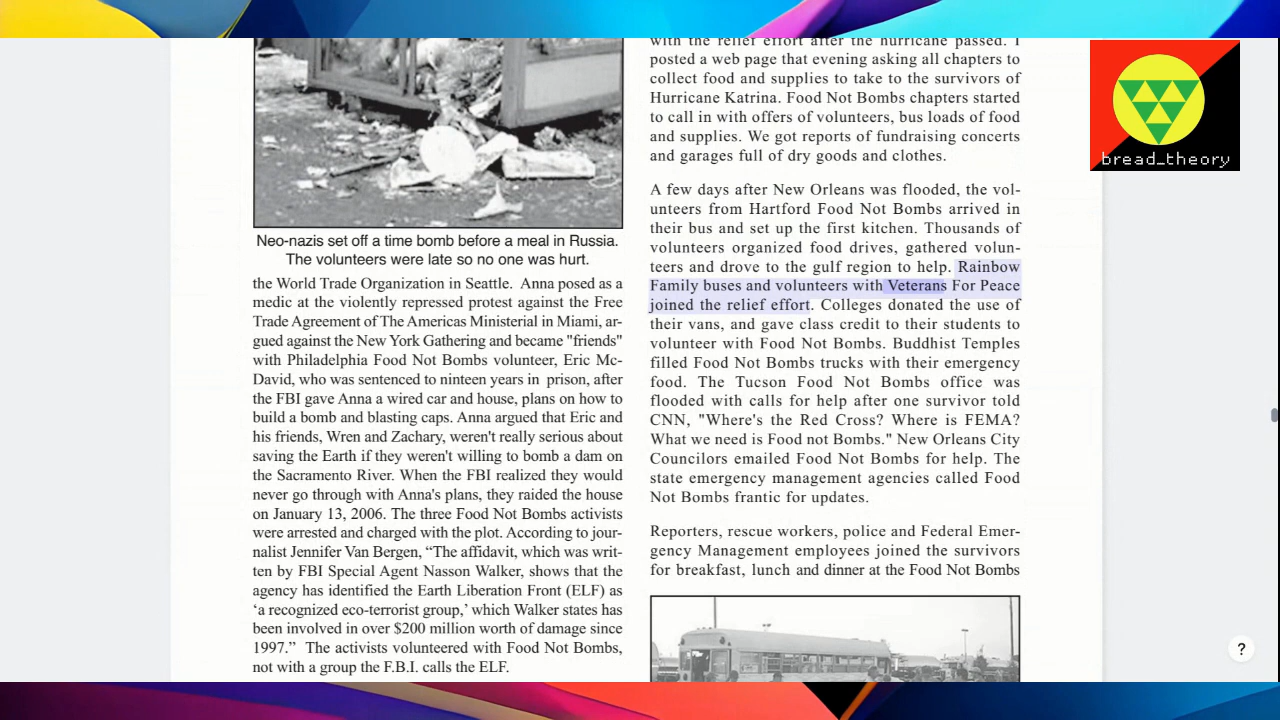 Neo-nazis set off a time bomb before a meal in Russia.
The volunteers were late so no one was hurt.
the World Trade Organization in Seattle.  Anna posed as a
medic at the violently repressed protest against the Free
Trade Agreement of The Americas Ministerial in Miami, ar-
gued against the New York Gathering and became "friends"
with Philadelphia Food Not Bombs volunteer, Eric Mc-
David, who was sentenced to ninteen years in  prison, after
the FBI gave Anna a wired car and house, plans on how to
build a bomb and blasting caps. Anna argued that Eric and
his friends, Wren and Zachary, weren't really serious about
saving the Earth if they weren't willing to bomb a dam on
the Sacramento River. When the FBI realized they would
never go through with Anna's plans, they raided the house
on January 13, 2006. The three Food Not Bombs activists
were arrested and charged with the plot. According to jour-
nalist Jennifer Van Bergen, “The affidavit, which was writ-
ten by FBI Special Agent Nasson Walker, shows that the
agency has identified the Earth Liberation Front (ELF) as
‘a recognized eco-terrorist group,’ which Walker states has
been involved in over $200 million worth of damage since
1997.”  The activists volunteered with Food Not Bombs,
not with a group the F.B.I. calls the ELF.
with the relief effort after the hurricane passed. I
posted a web page that evening asking all chapters to
collect food and supplies to take to the survivors of
Hurricane Katrina. Food Not Bombs chapters started
to call in with offers of volunteers, bus loads of food
and supplies. We got reports of fundraising concerts
and garages full of dry goods and clothes.
A few days after New Orleans was flooded, the vol-
unteers from Hartford Food Not Bombs arrived in
their bus and set up the first kitchen. Thousands of
volunteers organized food drives, gathered volun-
teers and drove to the gulf region to help. Rainbow
Family buses and volunteers with Veterans For Peace
joined the relief effort. Colleges donated the use of
their vans, and gave class credit to their students to
volunteer with Food Not Bombs. Buddhist Temples
filled Food Not Bombs trucks with their emergency
food. The Tucson Food Not Bombs office was
flooded with calls for help after one survivor told
CNN, "Where's the Red Cross? Where is FEMA?
What we need is Food not Bombs." New Orleans City
Councilors emailed Food Not Bombs for help. The
state emergency management agencies called Food
Not Bombs frantic for updates.
Reporters, rescue workers, police and Federal Emer-
gency Management employees joined the survivors
for breakfast, lunch and dinner at the Food Not Bombs
bread_theory
?